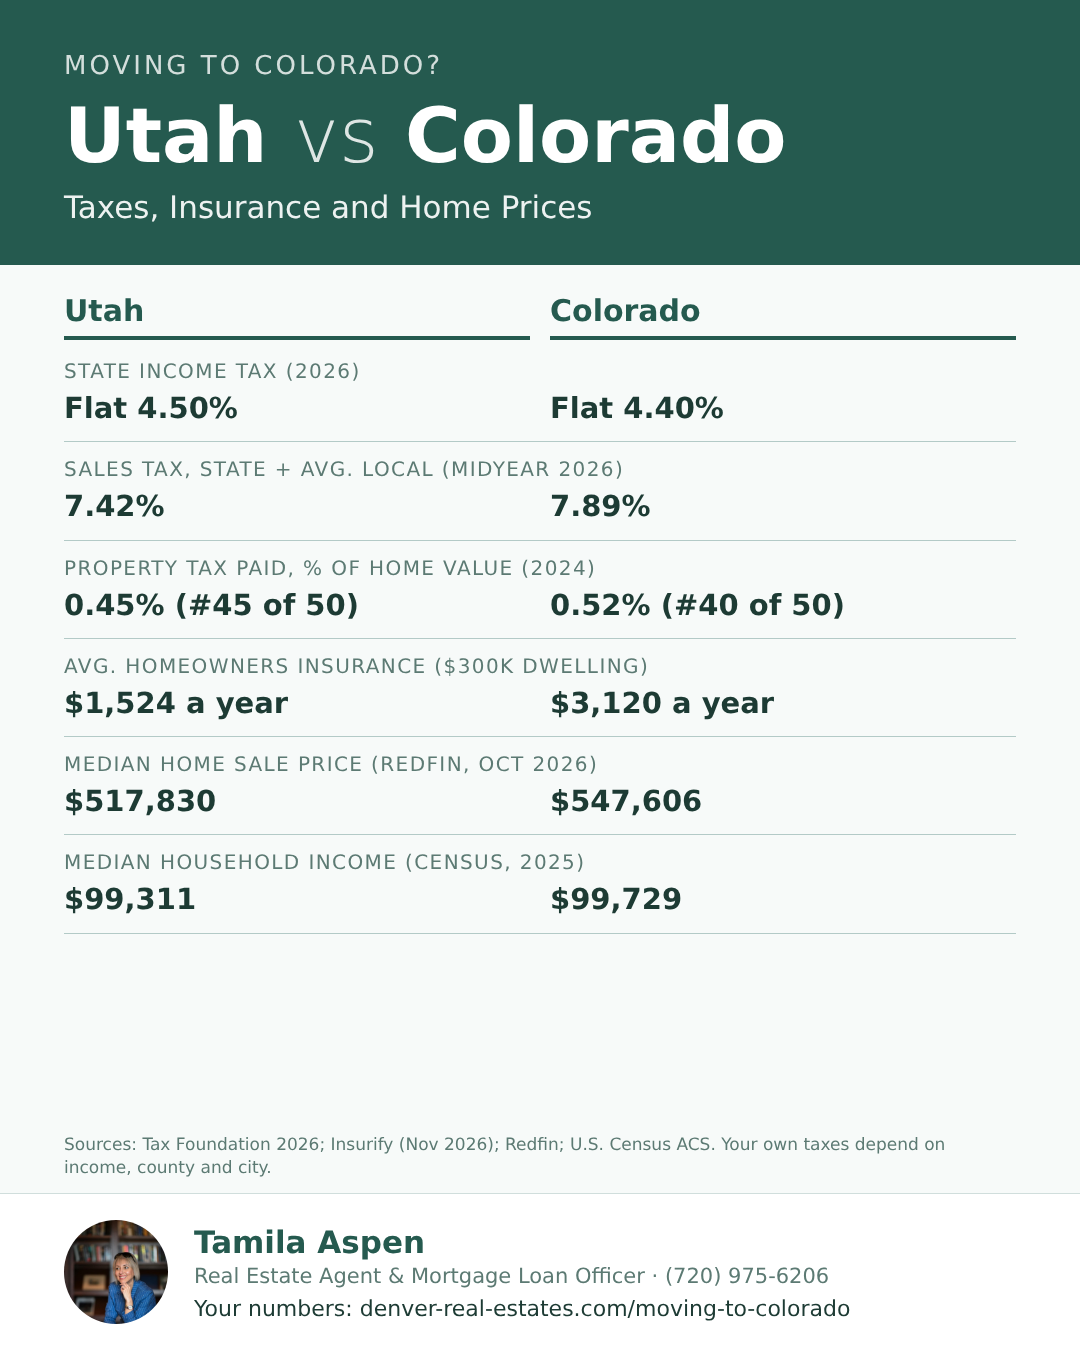 MOVING TO COLORADO?
Utah VS Colorado
Taxes, Insurance and Home Prices
Utah Colorado
STATE INCOME TAX (2026)
Flat 4.50% Flat 4.40%
SALES TAX, STATE + AVG. LOCAL (MIDYEAR 2026)
7.42% 7.89%
PROPERTY TAX PAID, % OF HOME VALUE (2024)
0.45% (#45 of 50) 0.52% (#40 of 50)
AVG. HOMEOWNERS INSURANCE ($300K DWELLING)
$1,524 a year $3,120 a year
MEDIAN HOME SALE PRICE (REDFIN, OCT 2026)
$517,830 $547,606
MEDIAN HOUSEHOLD INCOME (CENSUS, 2025)
$99,311 $99,729
Sources: Tax Foundation 2026; Insurify (Nov 2026); Redfin; U.S. Census ACS. Your own taxes depend on
income, county and city.
Tamila Aspen
Real Estate Agent & Mortgage Loan Officer · (720) 975-6206
Your numbers: denver-real-estates.com/moving-to-colorado